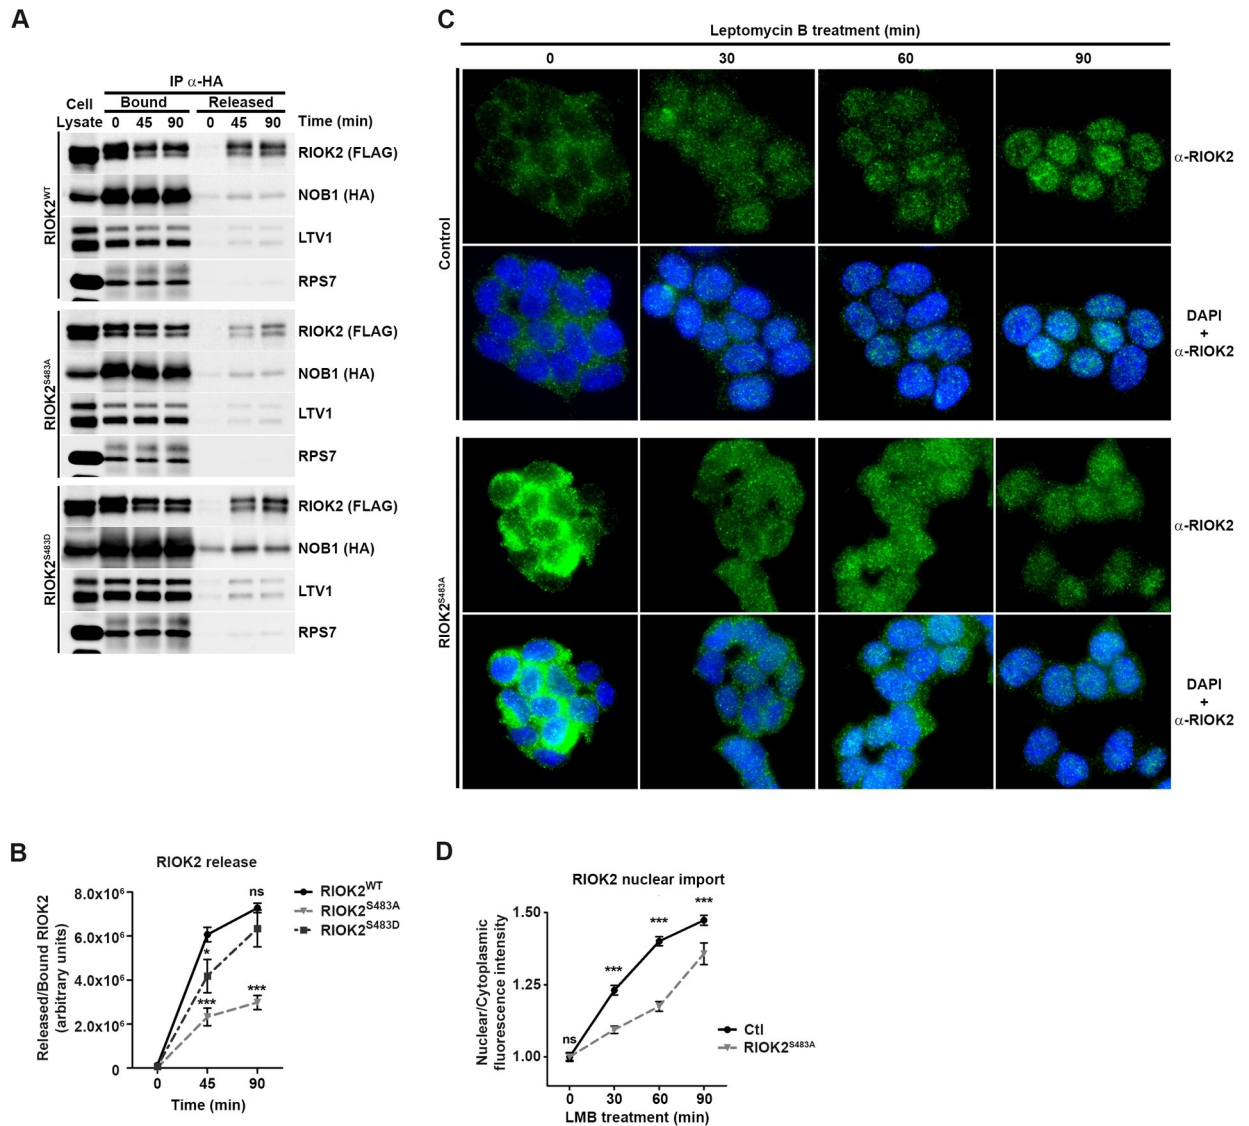 A
IP α-HA
Cell Lysate
Bound
Released
0 45 90 0 45 90 Time (min)
RIOK2WT
RIOK2 (FLAG)
NOB1 (HA)
LTV1
RPS7
RIOK2S483A
RIOK2 (FLAG)
NOB1 (HA)
LTV1
RPS7
RIOK2S483D
RIOK2 (FLAG)
NOB1 (HA)
LTV1
RPS7
B
RIOK2 release
Released/Bound RIOK2
(arbitrary units)
8.0x10⁶
6.0x10⁶
4.0x10⁶
2.0x10⁶
0
ns
*
***
***
0 45 90
Time (min)
RIOK2WT
RIOK2S483A
RIOK2S483D
C
Leptomycin B treatment (min)
0 30 60 90
Control
α-RIOK2
DAPI
+
α-RIOK2
RIOK2S483A
α-RIOK2
DAPI
+
α-RIOK2
D
RIOK2 nuclear import
Nuclear/Cytoplasmic
fluorescence intensity
1.50
1.25
1.00
ns
***
***
***
0 30 60 90
LMB treatment (min)
Ctl
RIOK2S483A